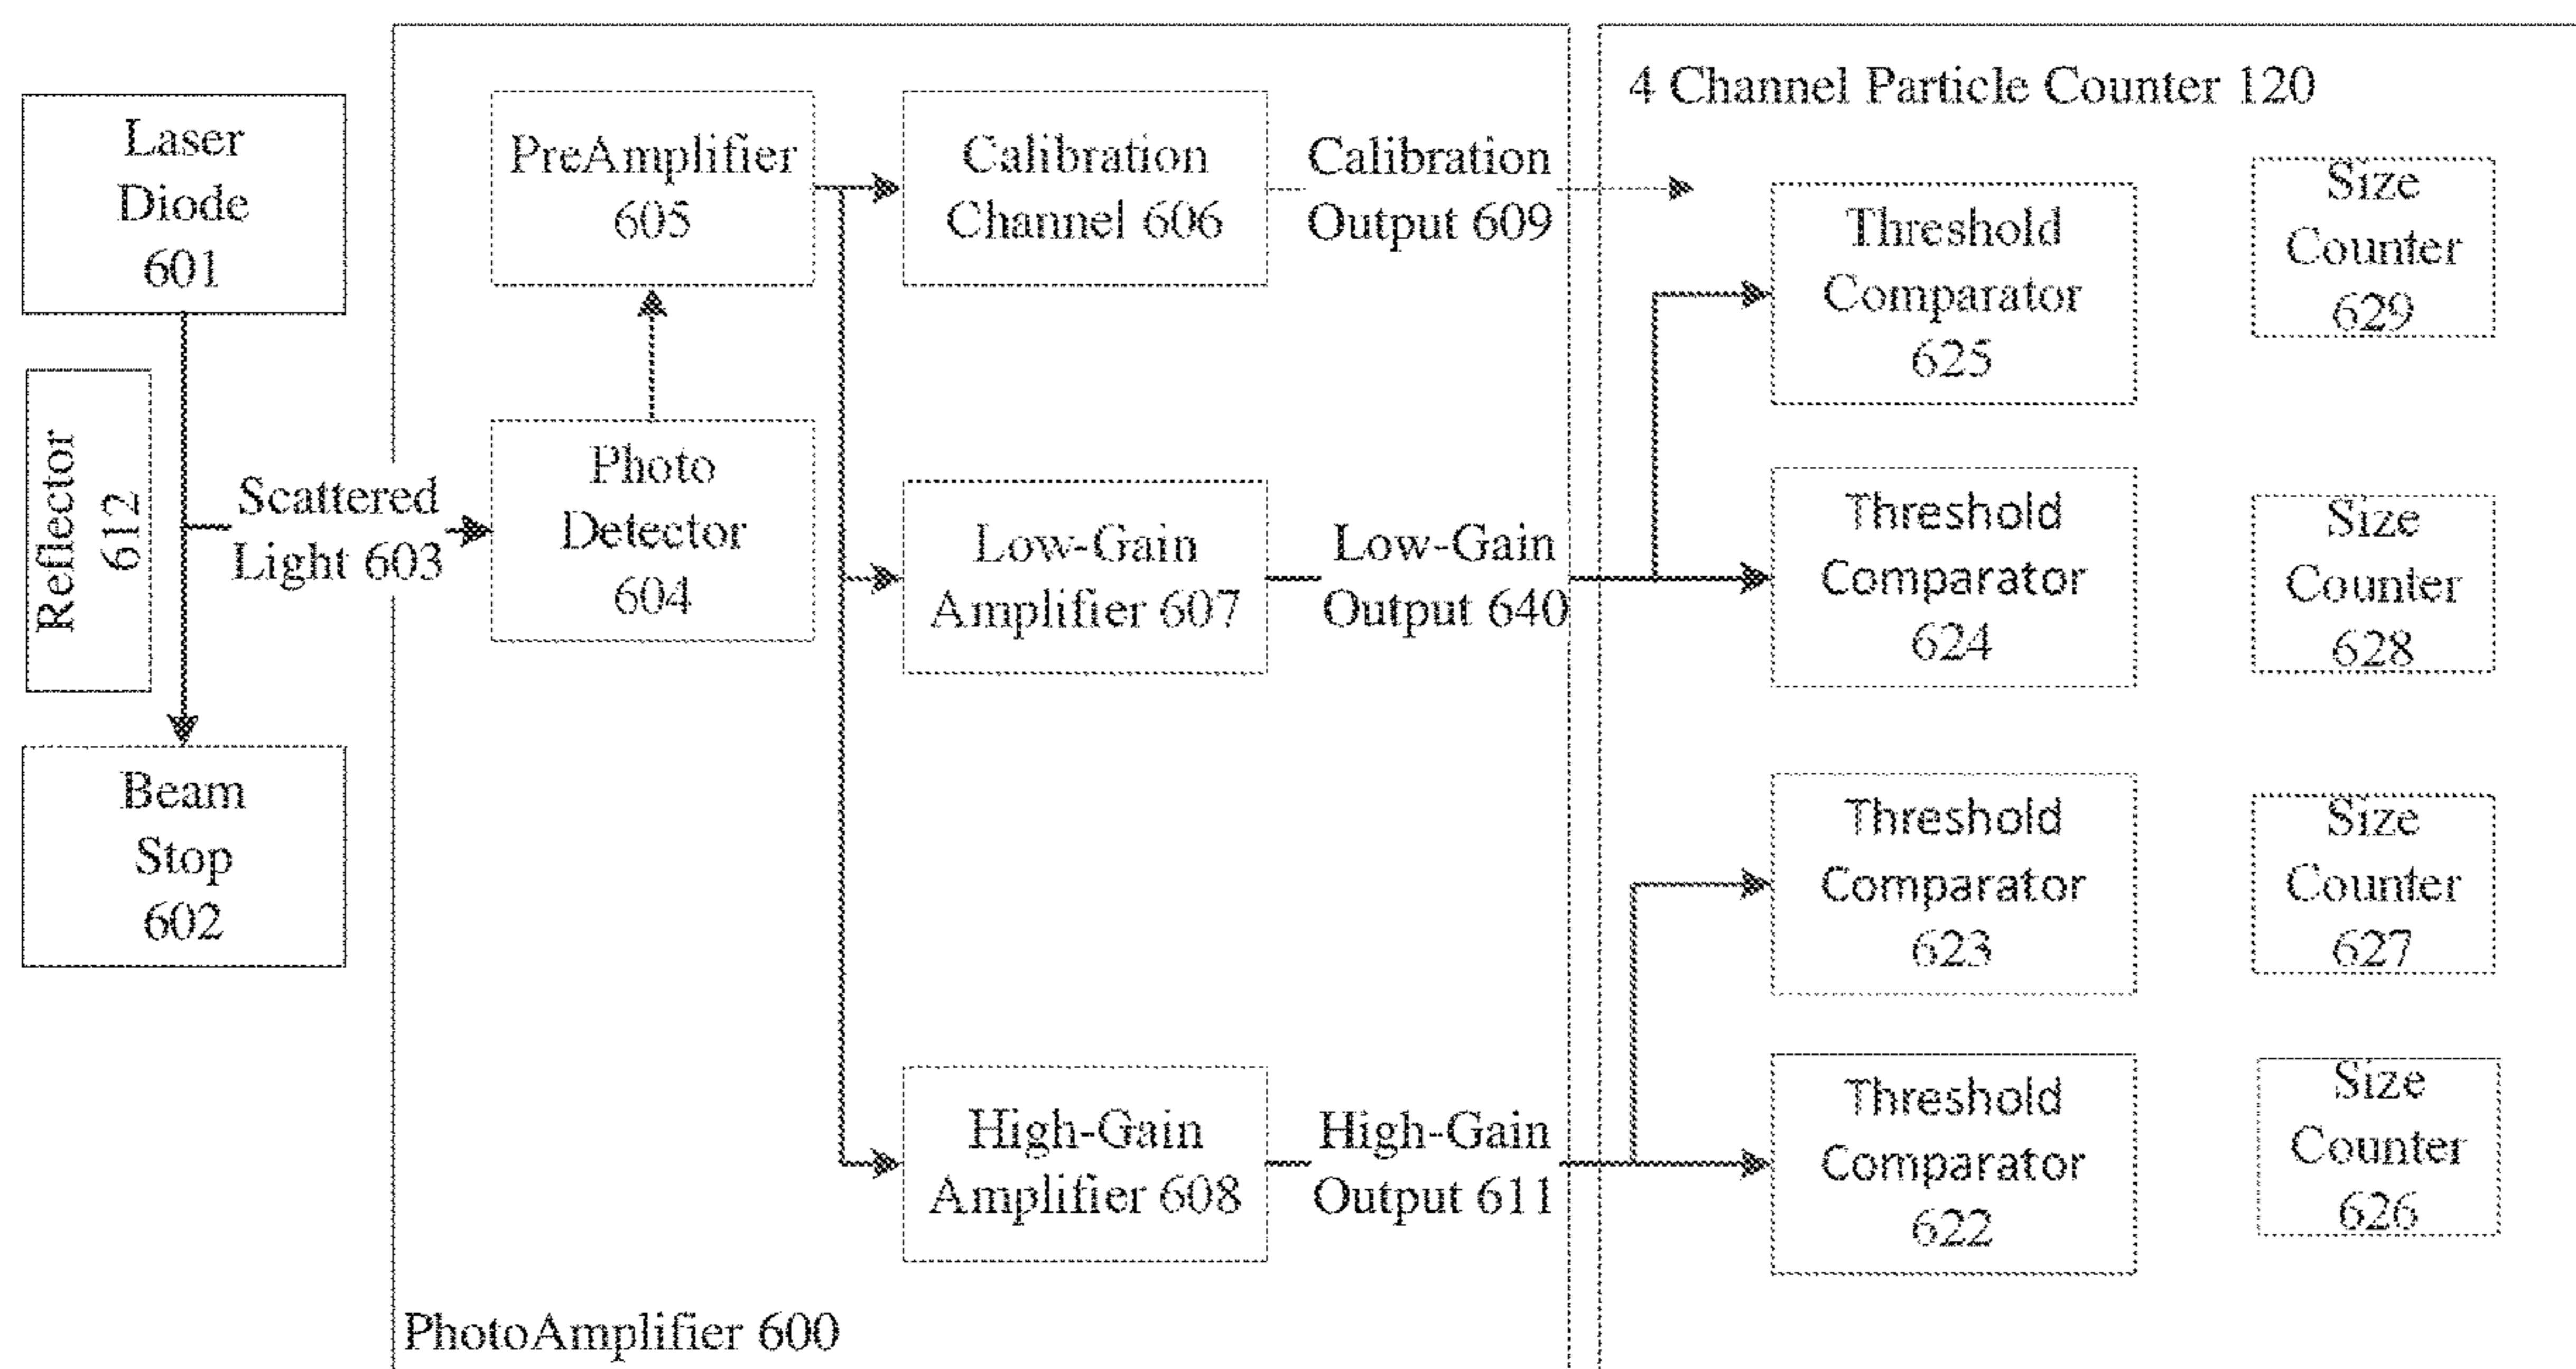 Laser
Diode
601
Reflector
612
Scattered
Light 603
Beam
Stop
602
PreAmplifier
605
Photo
Detector
604
Calibration
Channel 606
Calibration
Output 609
Low-Gain
Amplifier 607
Low-Gain
Output 640
High-Gain
Amplifier 608
High-Gain
Output 611
PhotoAmplifier 600
4 Channel Particle Counter 120
Threshold
Comparator
625
Size
Counter
629
Threshold
Comparator
624
Size
Counter
628
Threshold
Comparator
623
Size
Counter
627
Threshold
Comparator
622
Size
Counter
626